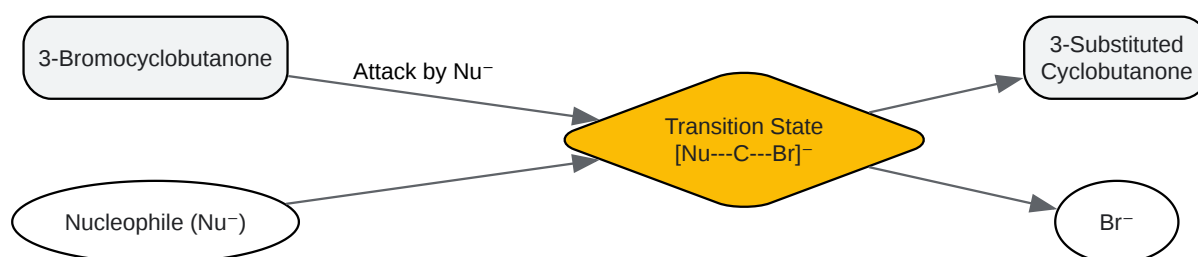 3-Bromocyclobutanone
Attack by Nu⁻
3-Substituted
Cyclobutanone
Transition State
[Nu---C---Br]⁻
Nucleophile (Nu⁻)
Br⁻